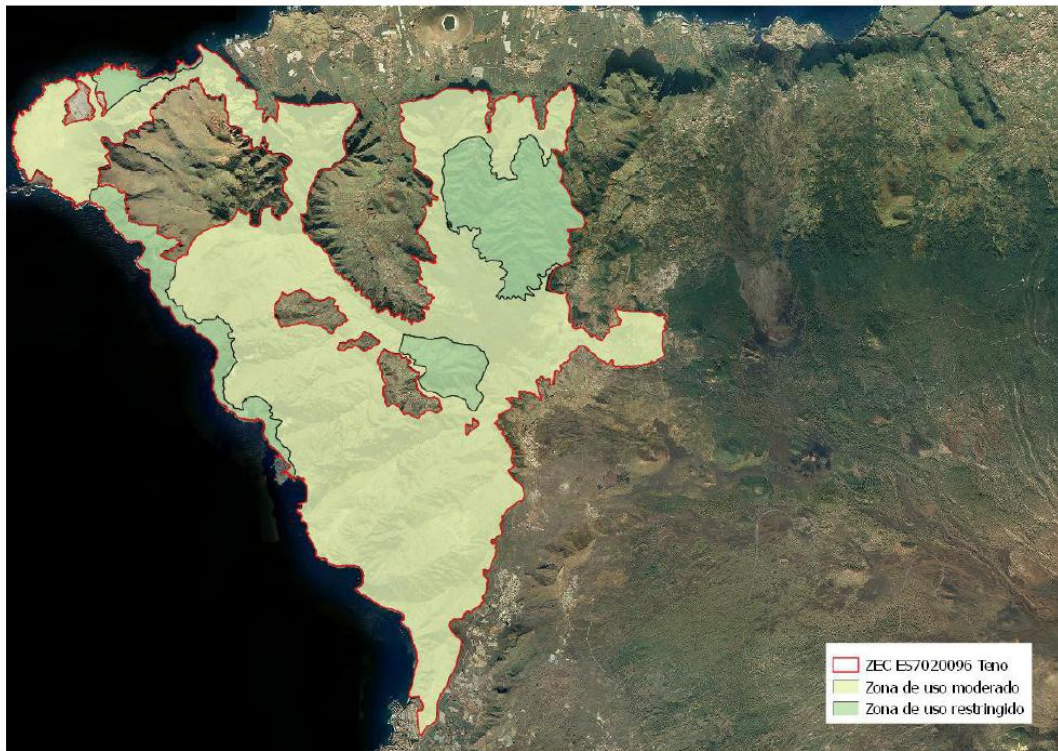 ZEC ES7020096 Teno
Zona de uso moderado
Zona de uso restringido